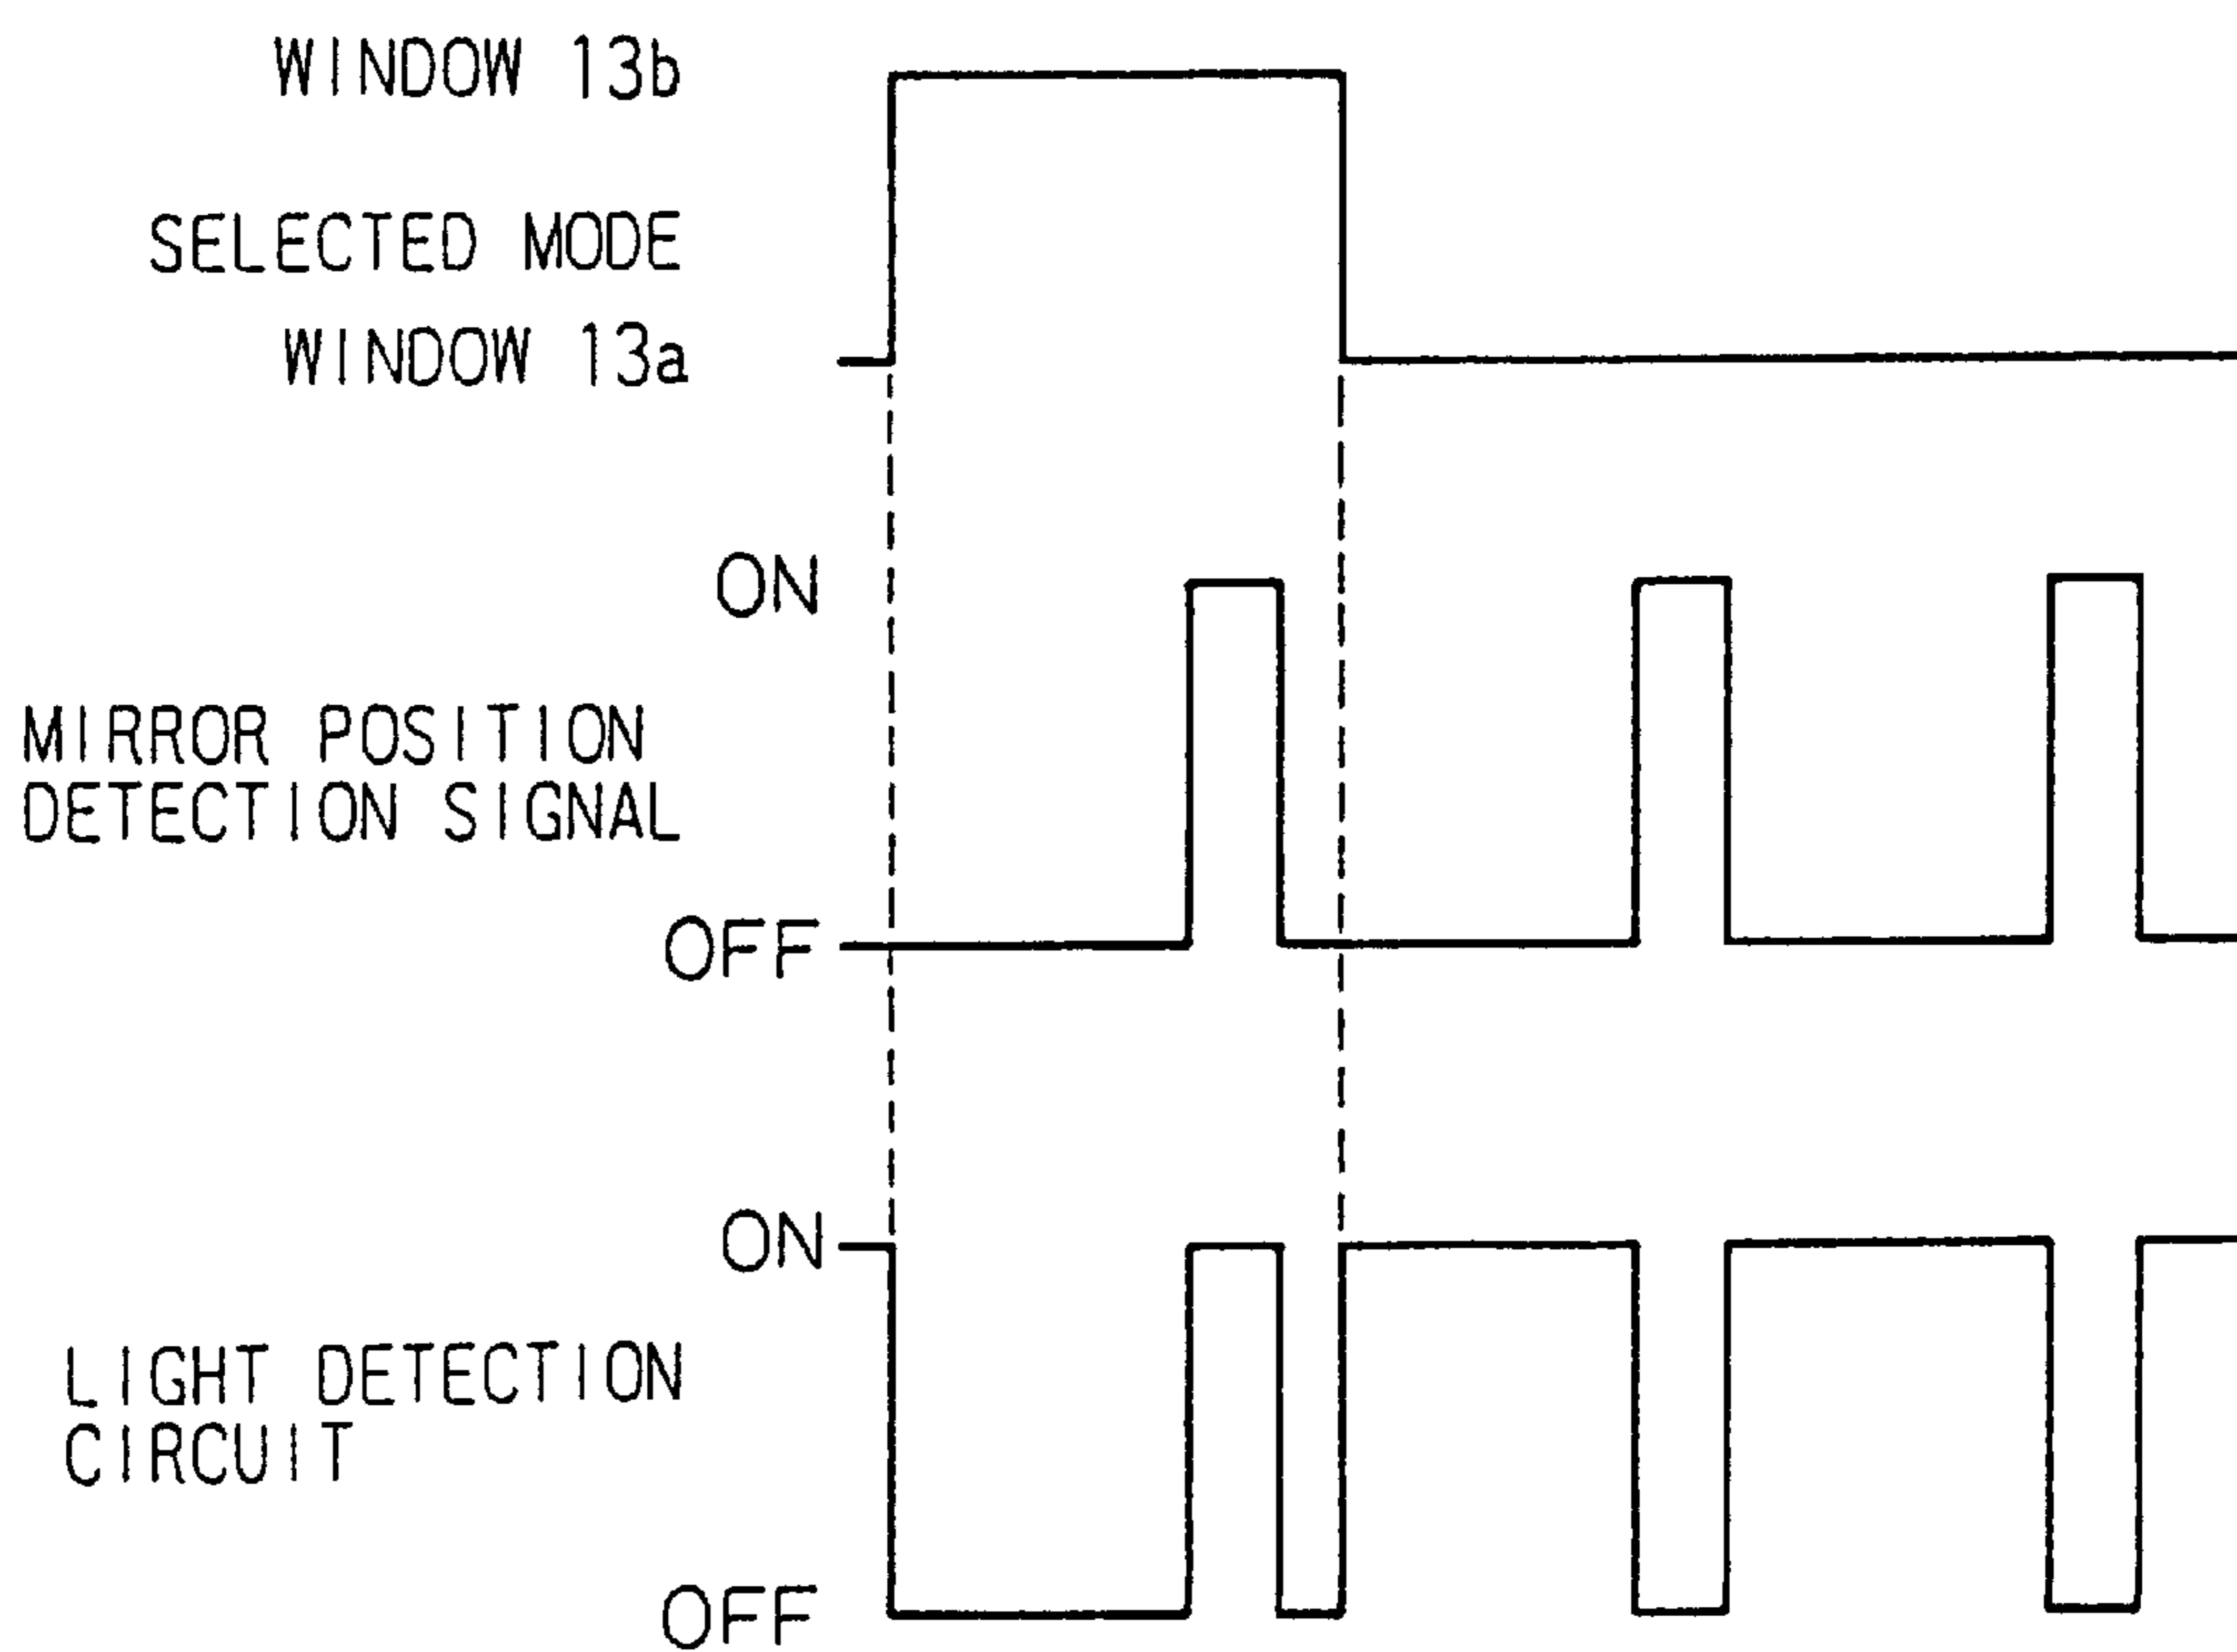 WINDOW 13b
SELECTED MODE
WINDOW 13a
ON
MIRROR POSITION
DETECTION SIGNAL
OFF
ON
LIGHT DETECTION
CIRCUIT
OFF